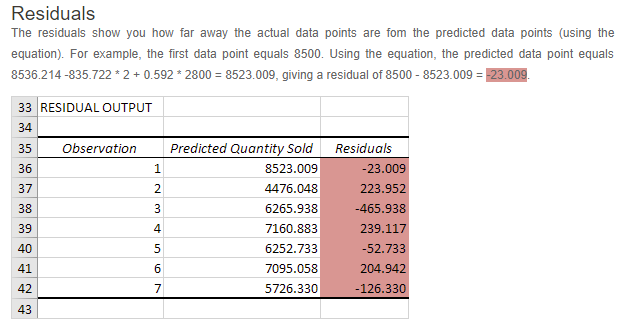 Residuals
The residuals show you how far away the actual data points are fom the predicted data points (using the
equation). For example, the first data point equals 8500. Using the equation, the predicted data point equals
8536.214 -835.722 * 2 + 0.592 * 2800 = 8523.009, giving a residual of 8500 - 8523.009 = -23.009.
33 RESIDUAL OUTPUT
34
35 Observation Predicted Quantity Sold Residuals
36 1 8523.009 -23.009
37 2 4476.048 223.952
38 3 6265.938 -465.938
39 4 7160.883 239.117
40 5 6252.733 -52.733
41 6 7095.058 204.942
42 7 5726.330 -126.330
43